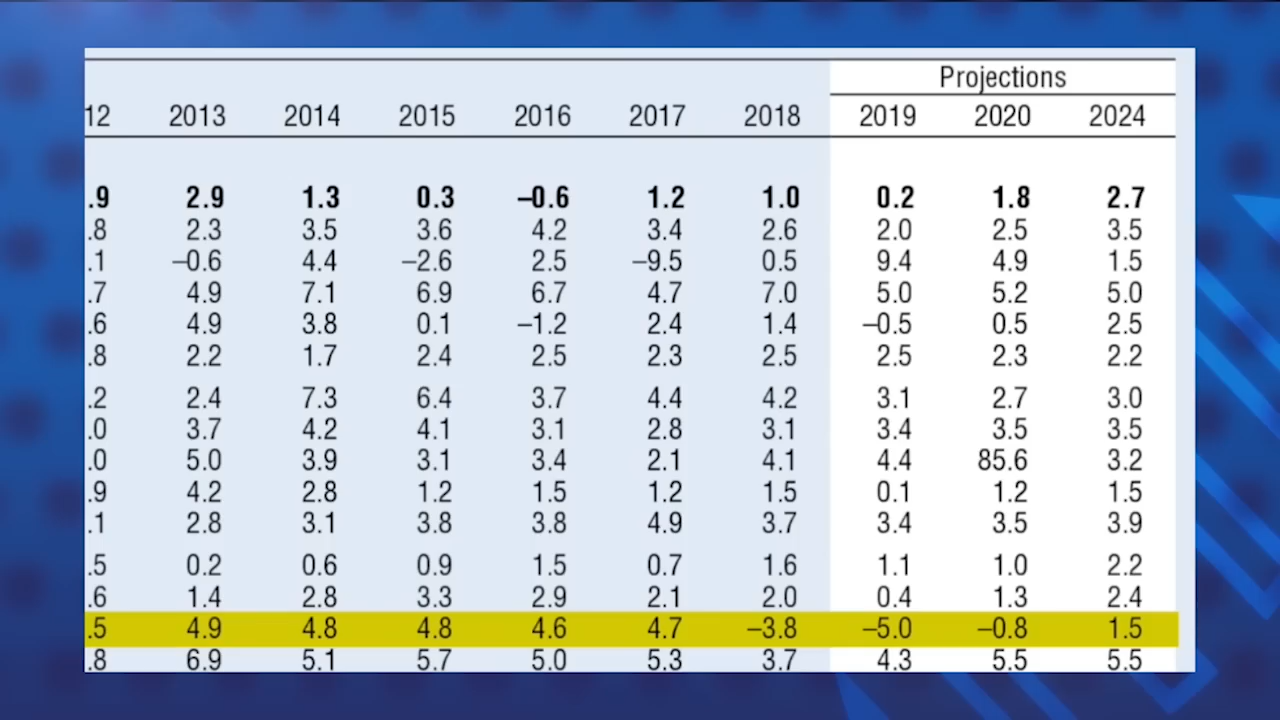 Projections
12 2013 2014 2015 2016 2017 2018 2019 2020 2024
.9 2.9 1.3 0.3 –0.6 1.2 1.0 0.2 1.8 2.7
.8 2.3 3.5 3.6 4.2 3.4 2.6 2.0 2.5 3.5
.1 –0.6 4.4 –2.6 2.5 –9.5 0.5 9.4 4.9 1.5
.7 4.9 7.1 6.9 6.7 4.7 7.0 5.0 5.2 5.0
.6 4.9 3.8 0.1 –1.2 2.4 1.4 –0.5 0.5 2.5
.8 2.2 1.7 2.4 2.5 2.3 2.5 2.5 2.3 2.2
.2 2.4 7.3 6.4 3.7 4.4 4.2 3.1 2.7 3.0
.0 3.7 4.2 4.1 3.1 2.8 3.1 3.4 3.5 3.5
.0 5.0 3.9 3.1 3.4 2.1 4.1 4.4 85.6 3.2
.9 4.2 2.8 1.2 1.5 1.2 1.5 0.1 1.2 1.5
.1 2.8 3.1 3.8 3.8 4.9 3.7 3.4 3.5 3.9
.5 0.2 0.6 0.9 1.5 0.7 1.6 1.1 1.0 2.2
.6 1.4 2.8 3.3 2.9 2.1 2.0 0.4 1.3 2.4
.5 4.9 4.8 4.8 4.6 4.7 –3.8 –5.0 –0.8 1.5
.8 6.9 5.1 5.7 5.0 5.3 3.7 4.3 5.5 5.5